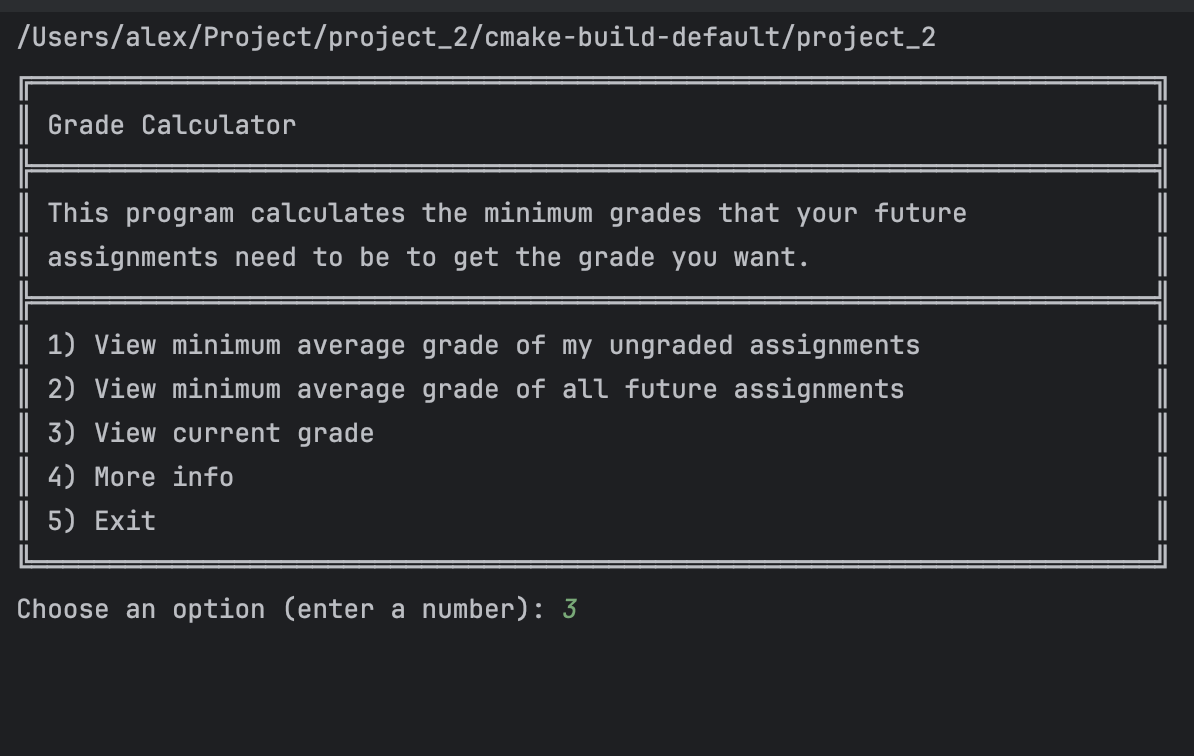 /Users/alex/Project/project_2/cmake-build-default/project_2
Grade Calculator
This program calculates the minimum grades that your future
assignments need to be to get the grade you want.
1) View minimum average grade of my ungraded assignments
2) View minimum average grade of all future assignments
3) View current grade
4) More info
5) Exit
Choose an option (enter a number): 3